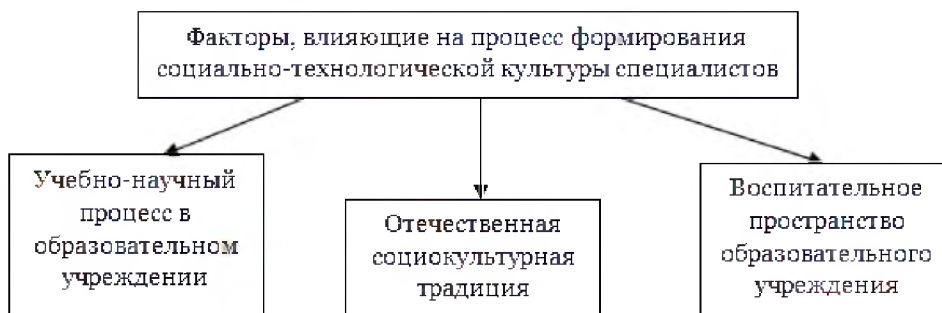 Факторы, влияющие на процесс формирования
социально-технологической культуры специалистов
Учебно-научный
процесс в
образовательном
учреждении
Отечественная
социокультурная
традиция
Воспитательное
пространство
образовательного
учреждения